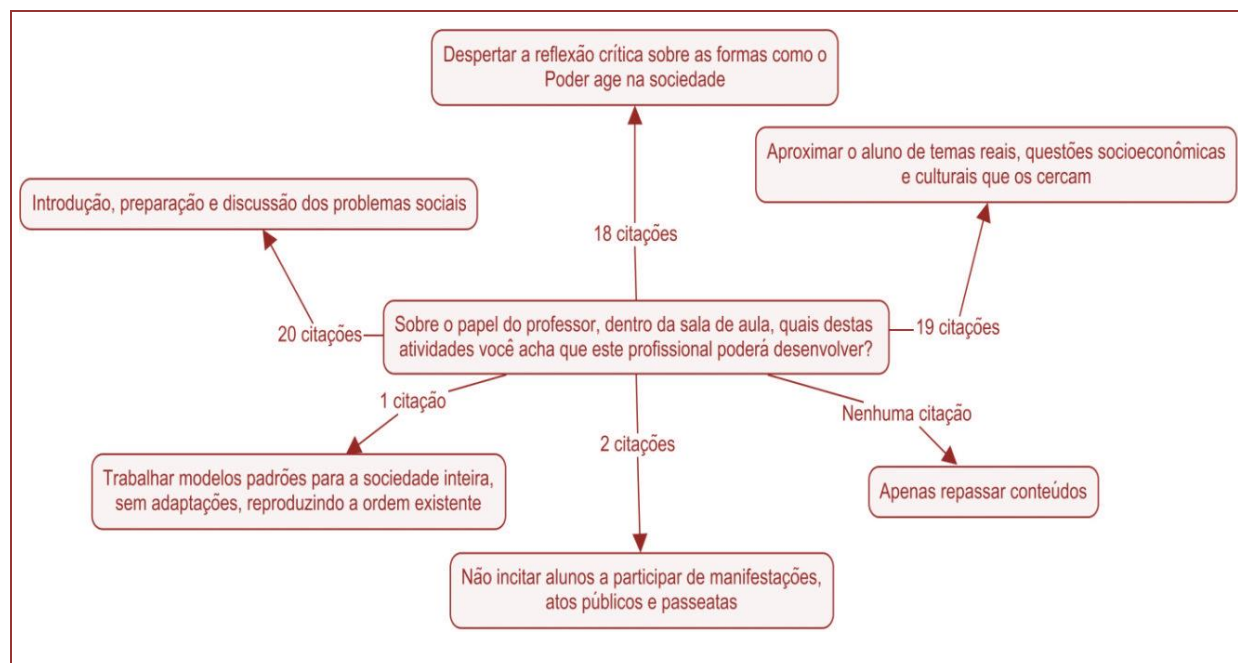 Despertar a reflexão crítica sobre as formas como o
Poder age na sociedade
Aproximar o aluno de temas reais, questões socioeconômicas
e culturais que os cercam
Introdução, preparação e discussão dos problemas sociais
18 citações
20 citações
Sobre o papel do professor, dentro da sala de aula, quais destas
atividades você acha que este profissional poderá desenvolver?
19 citações
1 citação
2 citações
Nenhuma citação
Trabalhar modelos padrões para a sociedade inteira,
sem adaptações, reproduzindo a ordem existente
Apenas repassar conteúdos
Não incitar alunos a participar de manifestações,
atos públicos e passeatas